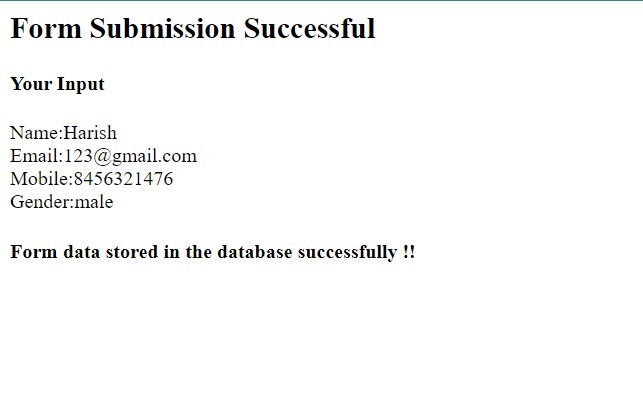 Form Submission Successful
Your Input
Name:Harish
Email:123@gmail.com
Mobile:8456321476
Gender:male
Form data stored in the database successfully !!